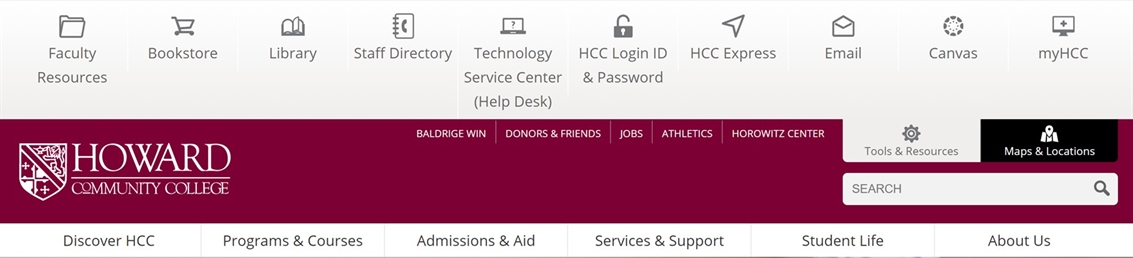 Faculty Resources
Bookstore
Library
Staff Directory
Technology Service Center (Help Desk)
HCC Login ID & Password
HCC Express
Email
Canvas
myHCC
BALDRIGE WIN
DONORS & FRIENDS
JOBS
ATHLETICS
HOROWITZ CENTER
Tools & Resources
Maps & Locations
HOWARD
COMMUNITY COLLEGE
SEARCH
Discover HCC
Programs & Courses
Admissions & Aid
Services & Support
Student Life
About Us